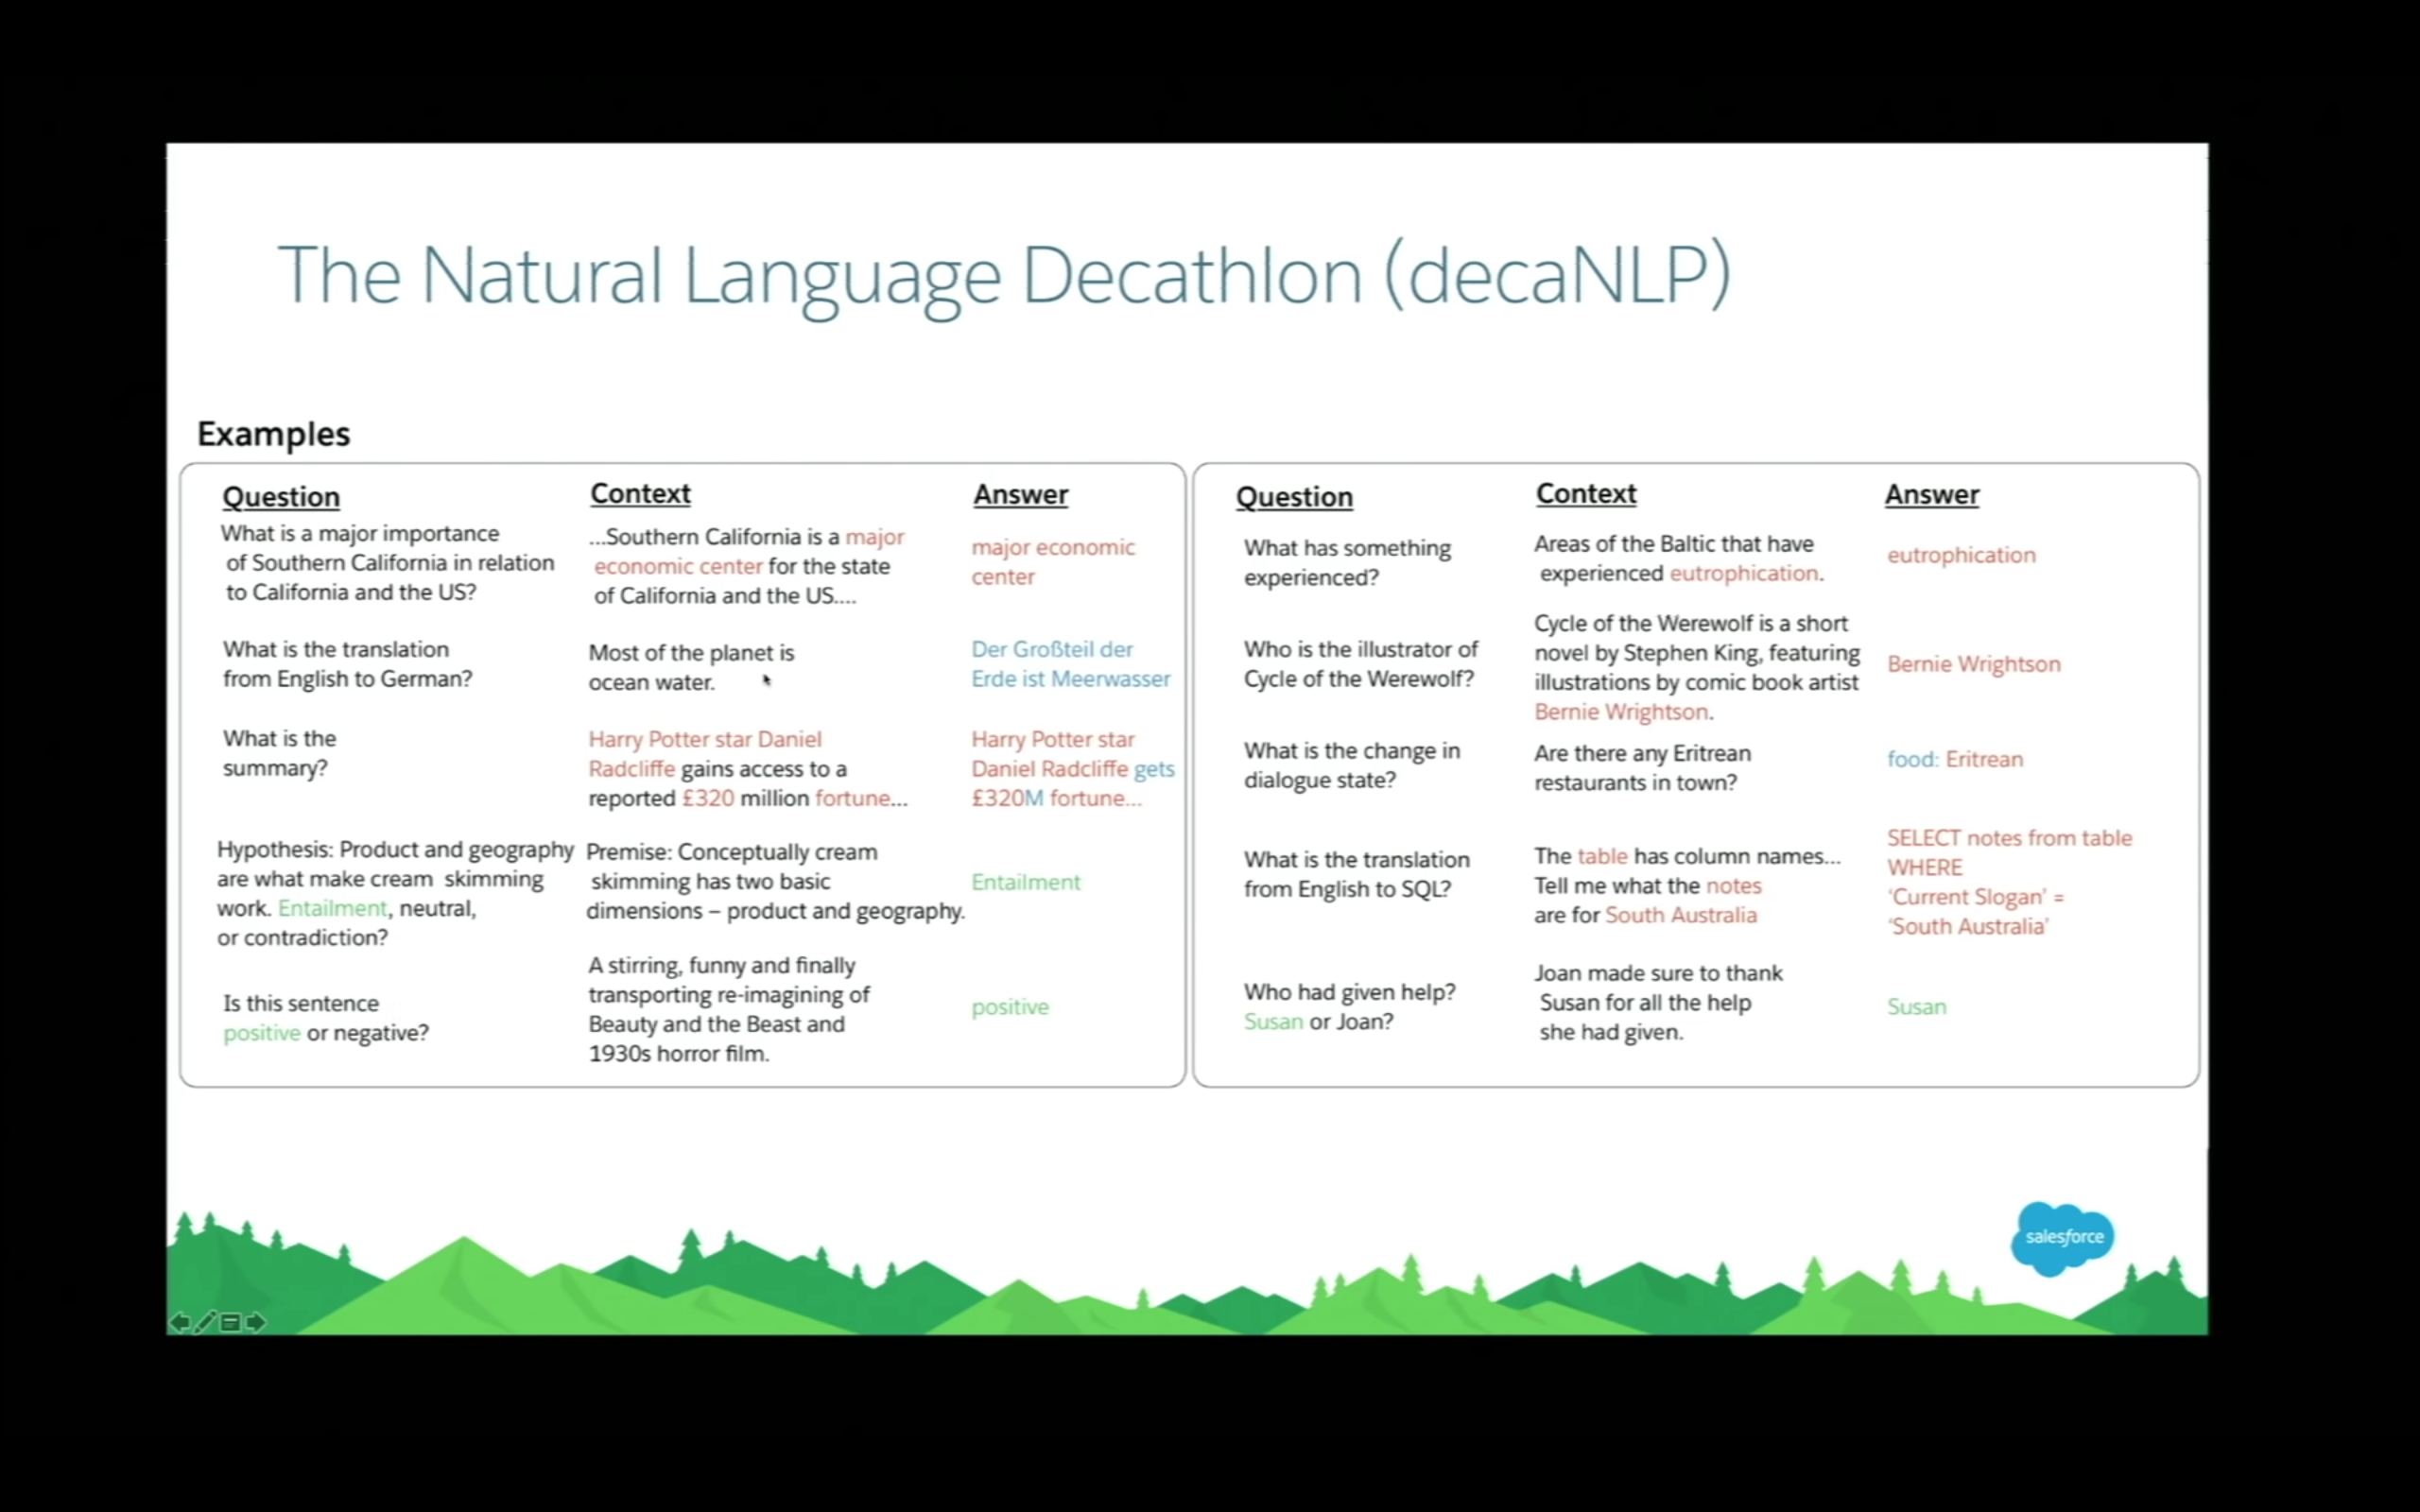 The Natural Language Decathlon (decaNLP)
Examples
Question
Context
Answer
What is a major importance
of Southern California in relation
to California and the US?
...Southern California is a major
economic center for the state
of California and the US....
major economic
center
What is the translation
from English to German?
Most of the planet is
ocean water.
Der Großteil der
Erde ist Meerwasser
What is the
summary?
Harry Potter star Daniel
Radcliffe gains access to a
reported £320 million fortune...
Harry Potter star
Daniel Radcliffe gets
£320M fortune...
Hypothesis: Product and geography
are what make cream skimming
work. Entailment, neutral,
or contradiction?
Premise: Conceptually cream
skimming has two basic
dimensions – product and geography.
Entailment
Is this sentence
positive or negative?
A stirring, funny and finally
transporting re-imagining of
Beauty and the Beast and
1930s horror film.
positive
Question
Context
Answer
What has something
experienced?
Areas of the Baltic that have
experienced eutrophication.
eutrophication
Who is the illustrator of
Cycle of the Werewolf?
Cycle of the Werewolf is a short
novel by Stephen King, featuring
illustrations by comic book artist
Bernie Wrightson.
Bernie Wrightson
What is the change in
dialogue state?
Are there any Eritrean
restaurants in town?
food: Eritrean
What is the translation
from English to SQL?
The table has column names...
Tell me what the notes
are for South Australia
SELECT notes from table
WHERE
'Current Slogan' =
'South Australia'
Who had given help?
Susan or Joan?
Joan made sure to thank
Susan for all the help
she had given.
Susan
salesforce